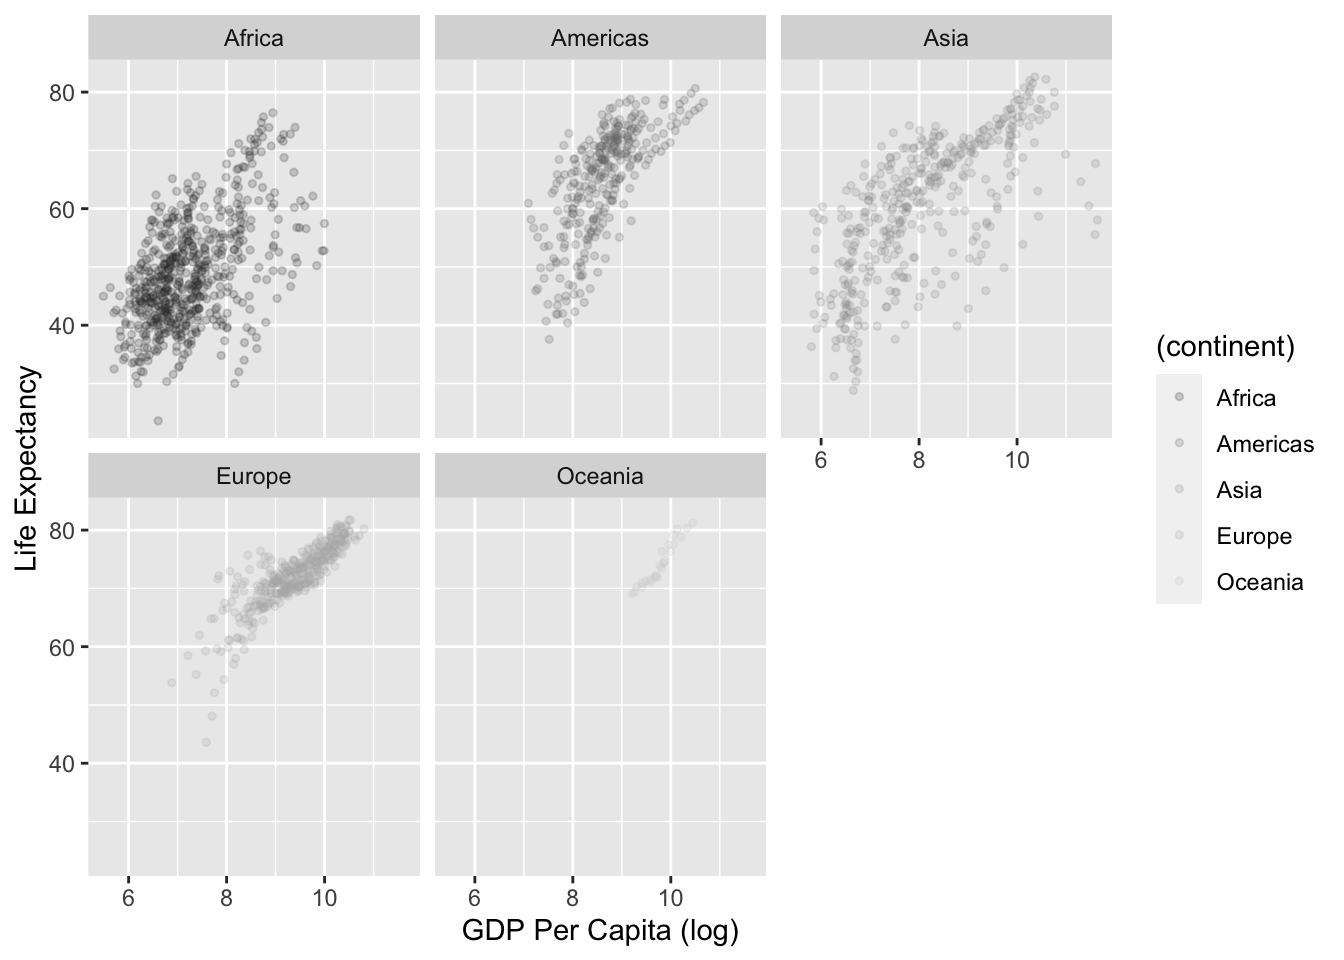 Africa
Americas
Asia
80
60
40
6
8
10
Life Expectancy
Europe
Oceania
80
60
40
6
8
10
6
8
10
GDP Per Capita (log)
(continent)
Africa
Americas
Asia
Europe
Oceania